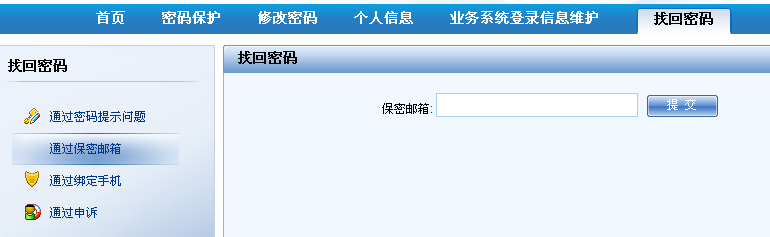 首页 密码保护 修改密码 个人信息 业务系统登录信息维护 找回密码
找回密码
通过密码提示问题
通过保密邮箱
通过绑定手机
通过申诉
找回密码
保密邮箱:
提 交